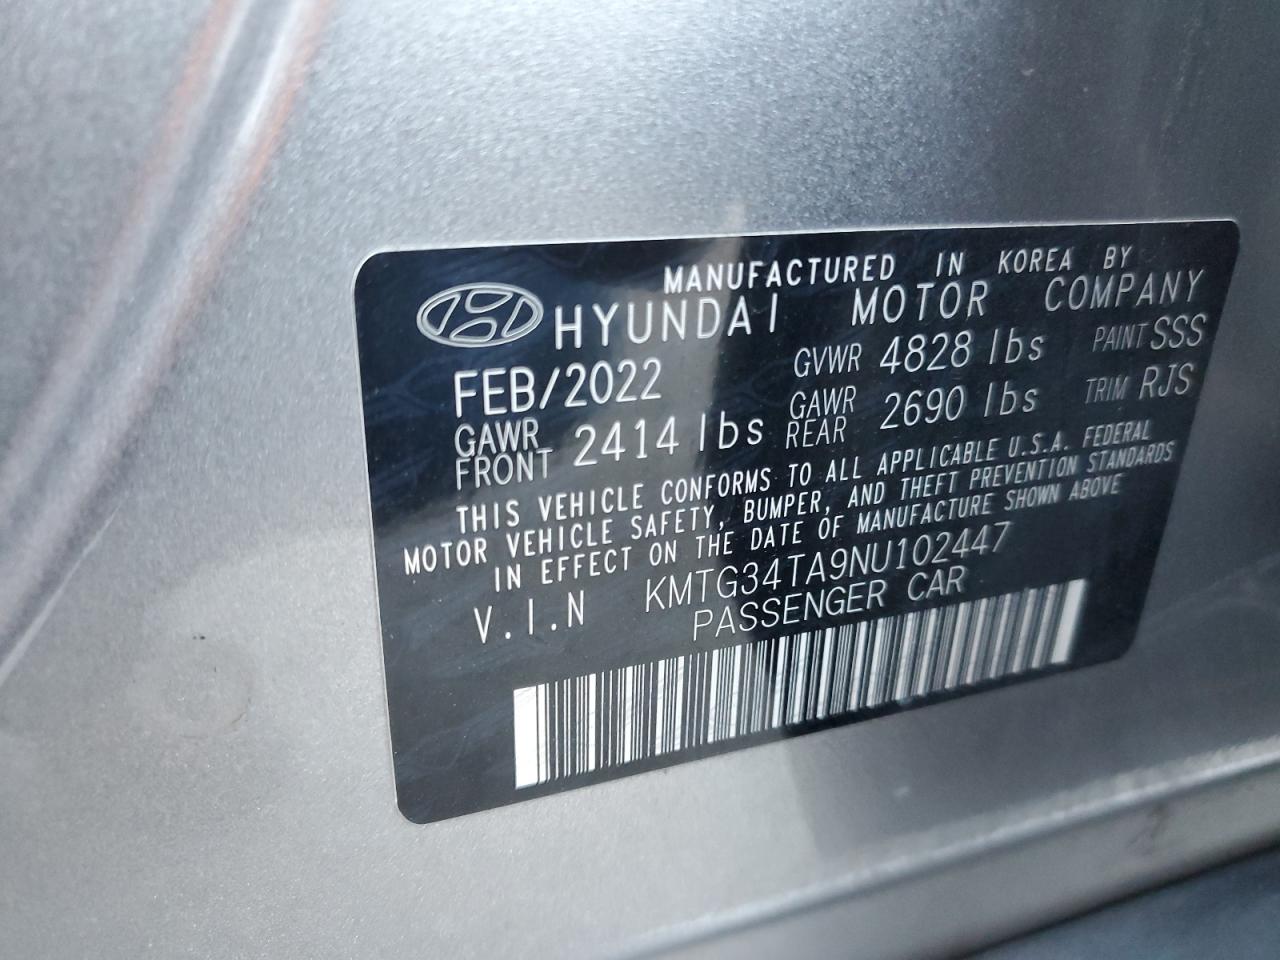 MANUFACTURED IN KOREA BY
HYUNDAI MOTOR COMPANY
FEB/2022 GVWR 4828 lbs PAINT SSS
GAWR FRONT 2414 lbs GAWR REAR 2690 lbs TRIM RJS
THIS VEHICLE CONFORMS TO ALL APPLICABLE U.S.A. FEDERAL
MOTOR VEHICLE SAFETY, BUMPER, AND THEFT PREVENTION STANDARDS
IN EFFECT ON THE DATE OF MANUFACTURE SHOWN ABOVE
V.I.N KMTG34TA9NU102447
PASSENGER CAR